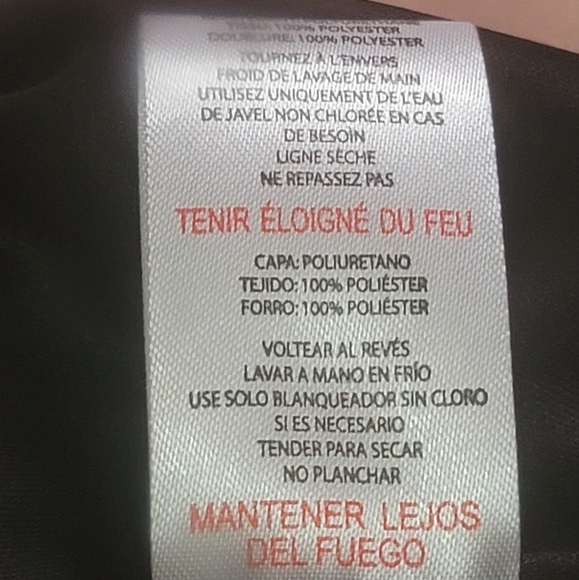 100% POLYESTER
DOUBLURE: 100% POLYESTER
TOURNEZ À L'ENVERS
FROID DE LAVAGE DE MAIN
UTILISEZ UNIQUEMENT DE L'EAU
DE JAVEL NON CHLORÉE EN CAS
DE BESOIN
LIGNE SÈCHE
NE REPASSEZ PAS
TENIR ÉLOIGNÉ DU FEU
CAPA: POLIURETANO
TEJIDO: 100% POLIÉSTER
FORRO: 100% POLIÉSTER
VOLTEAR AL REVÉS
LAVAR A MANO EN FRÍO
USE SOLO BLANQUEADOR SIN CLORO
SI ES NECESARIO
TENDER PARA SECAR
NO PLANCHAR
MANTENER LEJOS
DEL FUEGO